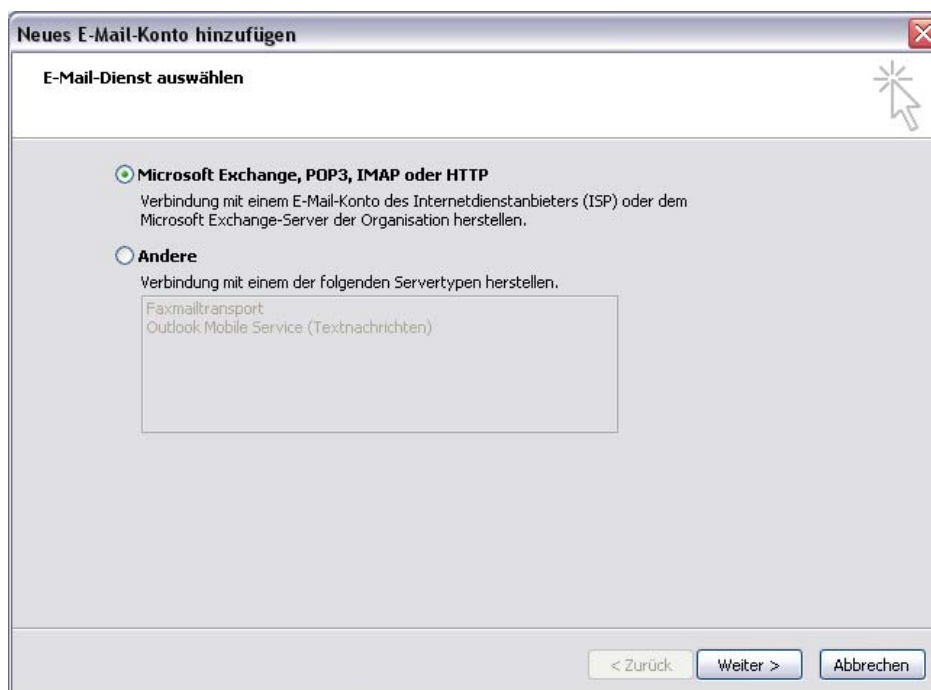 Neues E-Mail-Konto hinzufügen
E-Mail-Dienst auswählen
Microsoft Exchange, POP3, IMAP oder HTTP
Verbindung mit einem E-Mail-Konto des Internetdienstanbieters (ISP) oder dem
Microsoft Exchange-Server der Organisation herstellen.
Andere
Verbindung mit einem der folgenden Servertypen herstellen.
Faxmailtransport
Outlook Mobile Service (Textnachrichten)
< Zurück
Weiter >
Abbrechen